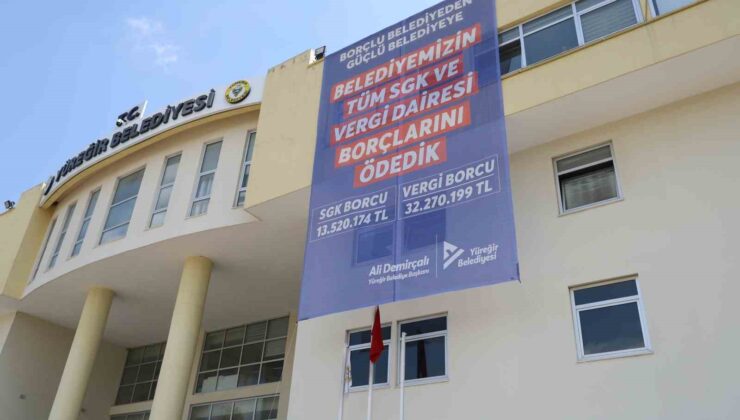 T.C.
YÜREĞİR BELEDİYESİ
BORÇLU BELEDİYEDEN
GÜÇLÜ BELEDİYEYE
BELEDİYEMİZİN
TÜM SGK VE
VERGİ DAİRESİ
BORÇLARINI
ÖDEDİK
SGK BORCU
13.520.174 TL
VERGİ BORCU
32.270.199 TL
Ali Demirçalı
Yüreğir Belediye Başkanı
Yüreğir
Belediyesi